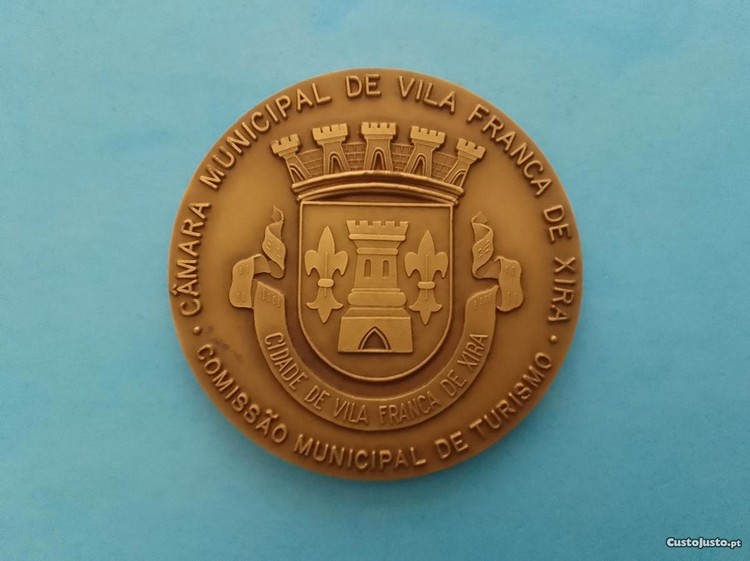 CÂMARA MUNICIPAL DE VILA FRANCA DE XIRA
CIDADE DE VILA FRANCA DE XIRA
• COMISSÃO MUNICIPAL DE TURISMO •
CustoJusto.pt